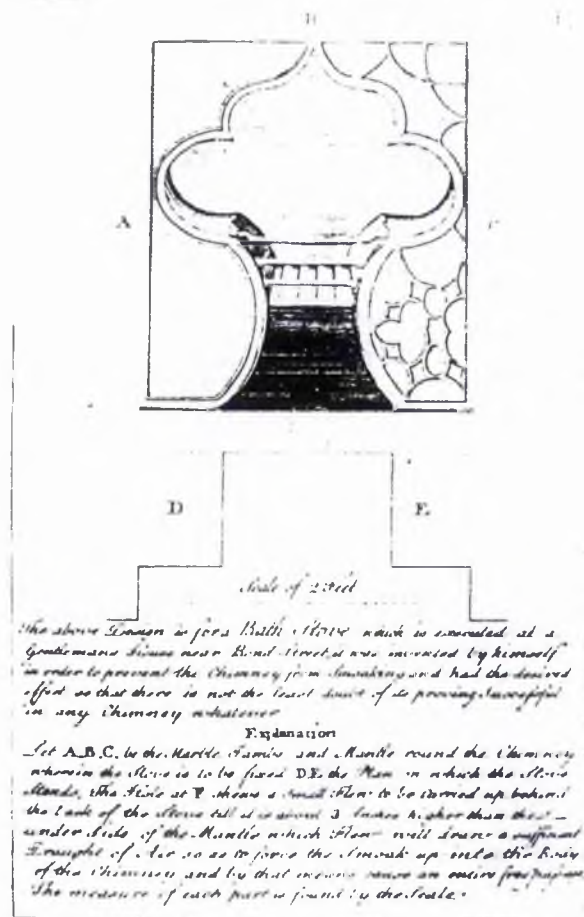 B
A
C
D E
Scale of 2 Feet
The above Design is for a Bath Stove which is executed at a
Gentlemans House near Bond Street, it was invented by himself
in order to prevent the Chimney from Smoaking and had the desired
effect so that there is not the least doubt of its proving Successful
in any Chimney whatever
Explanation
Let A.B.C. be the Marble Jambs and Mantle round the Chimney
wherein the Stove is to be fixed D.E. the Plan in which the Stove
Stands, The Hole at F shews a Small Flew to be carried up behind
the back of the Stove till it is about 3 Inches higher than the
under Side of the Mantle which Flew will draw a sufficient
Draught of Air so as to force the Smoak up into the Body
of the Chimney and by that means cause an entire free
The measure of each part is found by the Scale.